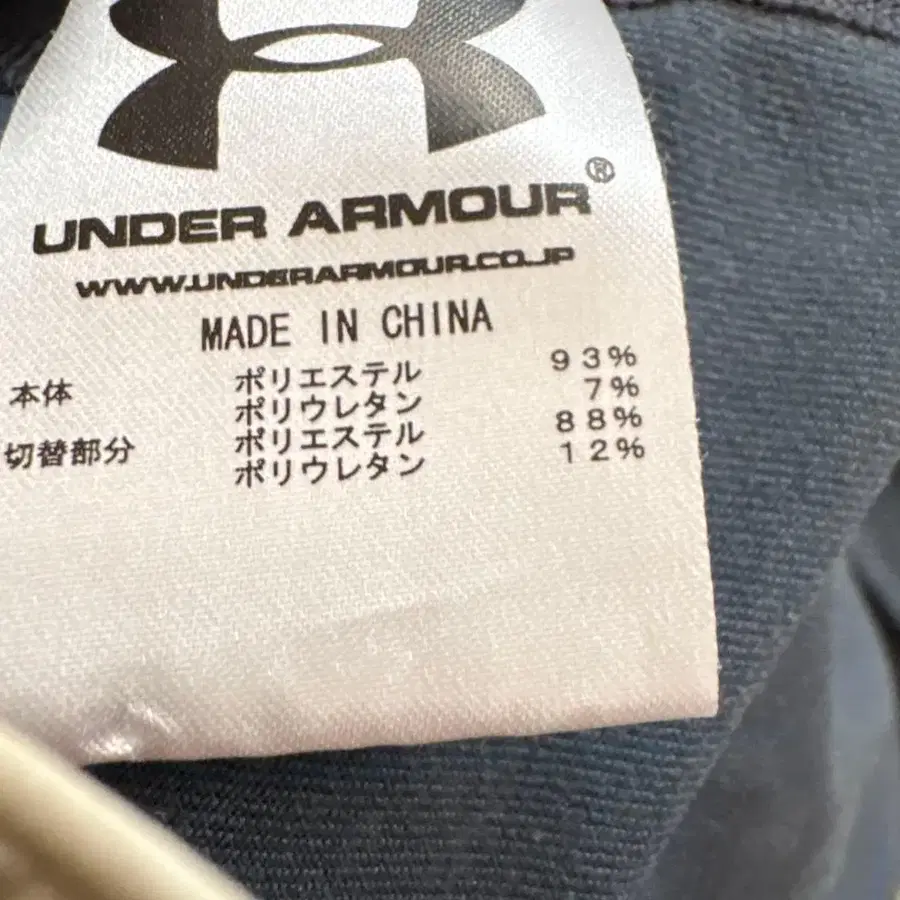 UNDER ARMOUR®
WWW.UNDERARMOUR.CO.JP
MADE IN CHINA
本体 ポリエステル 93%
ポリウレタン 7%
切替部分 ポリエステル 88%
ポリウレタン 12%